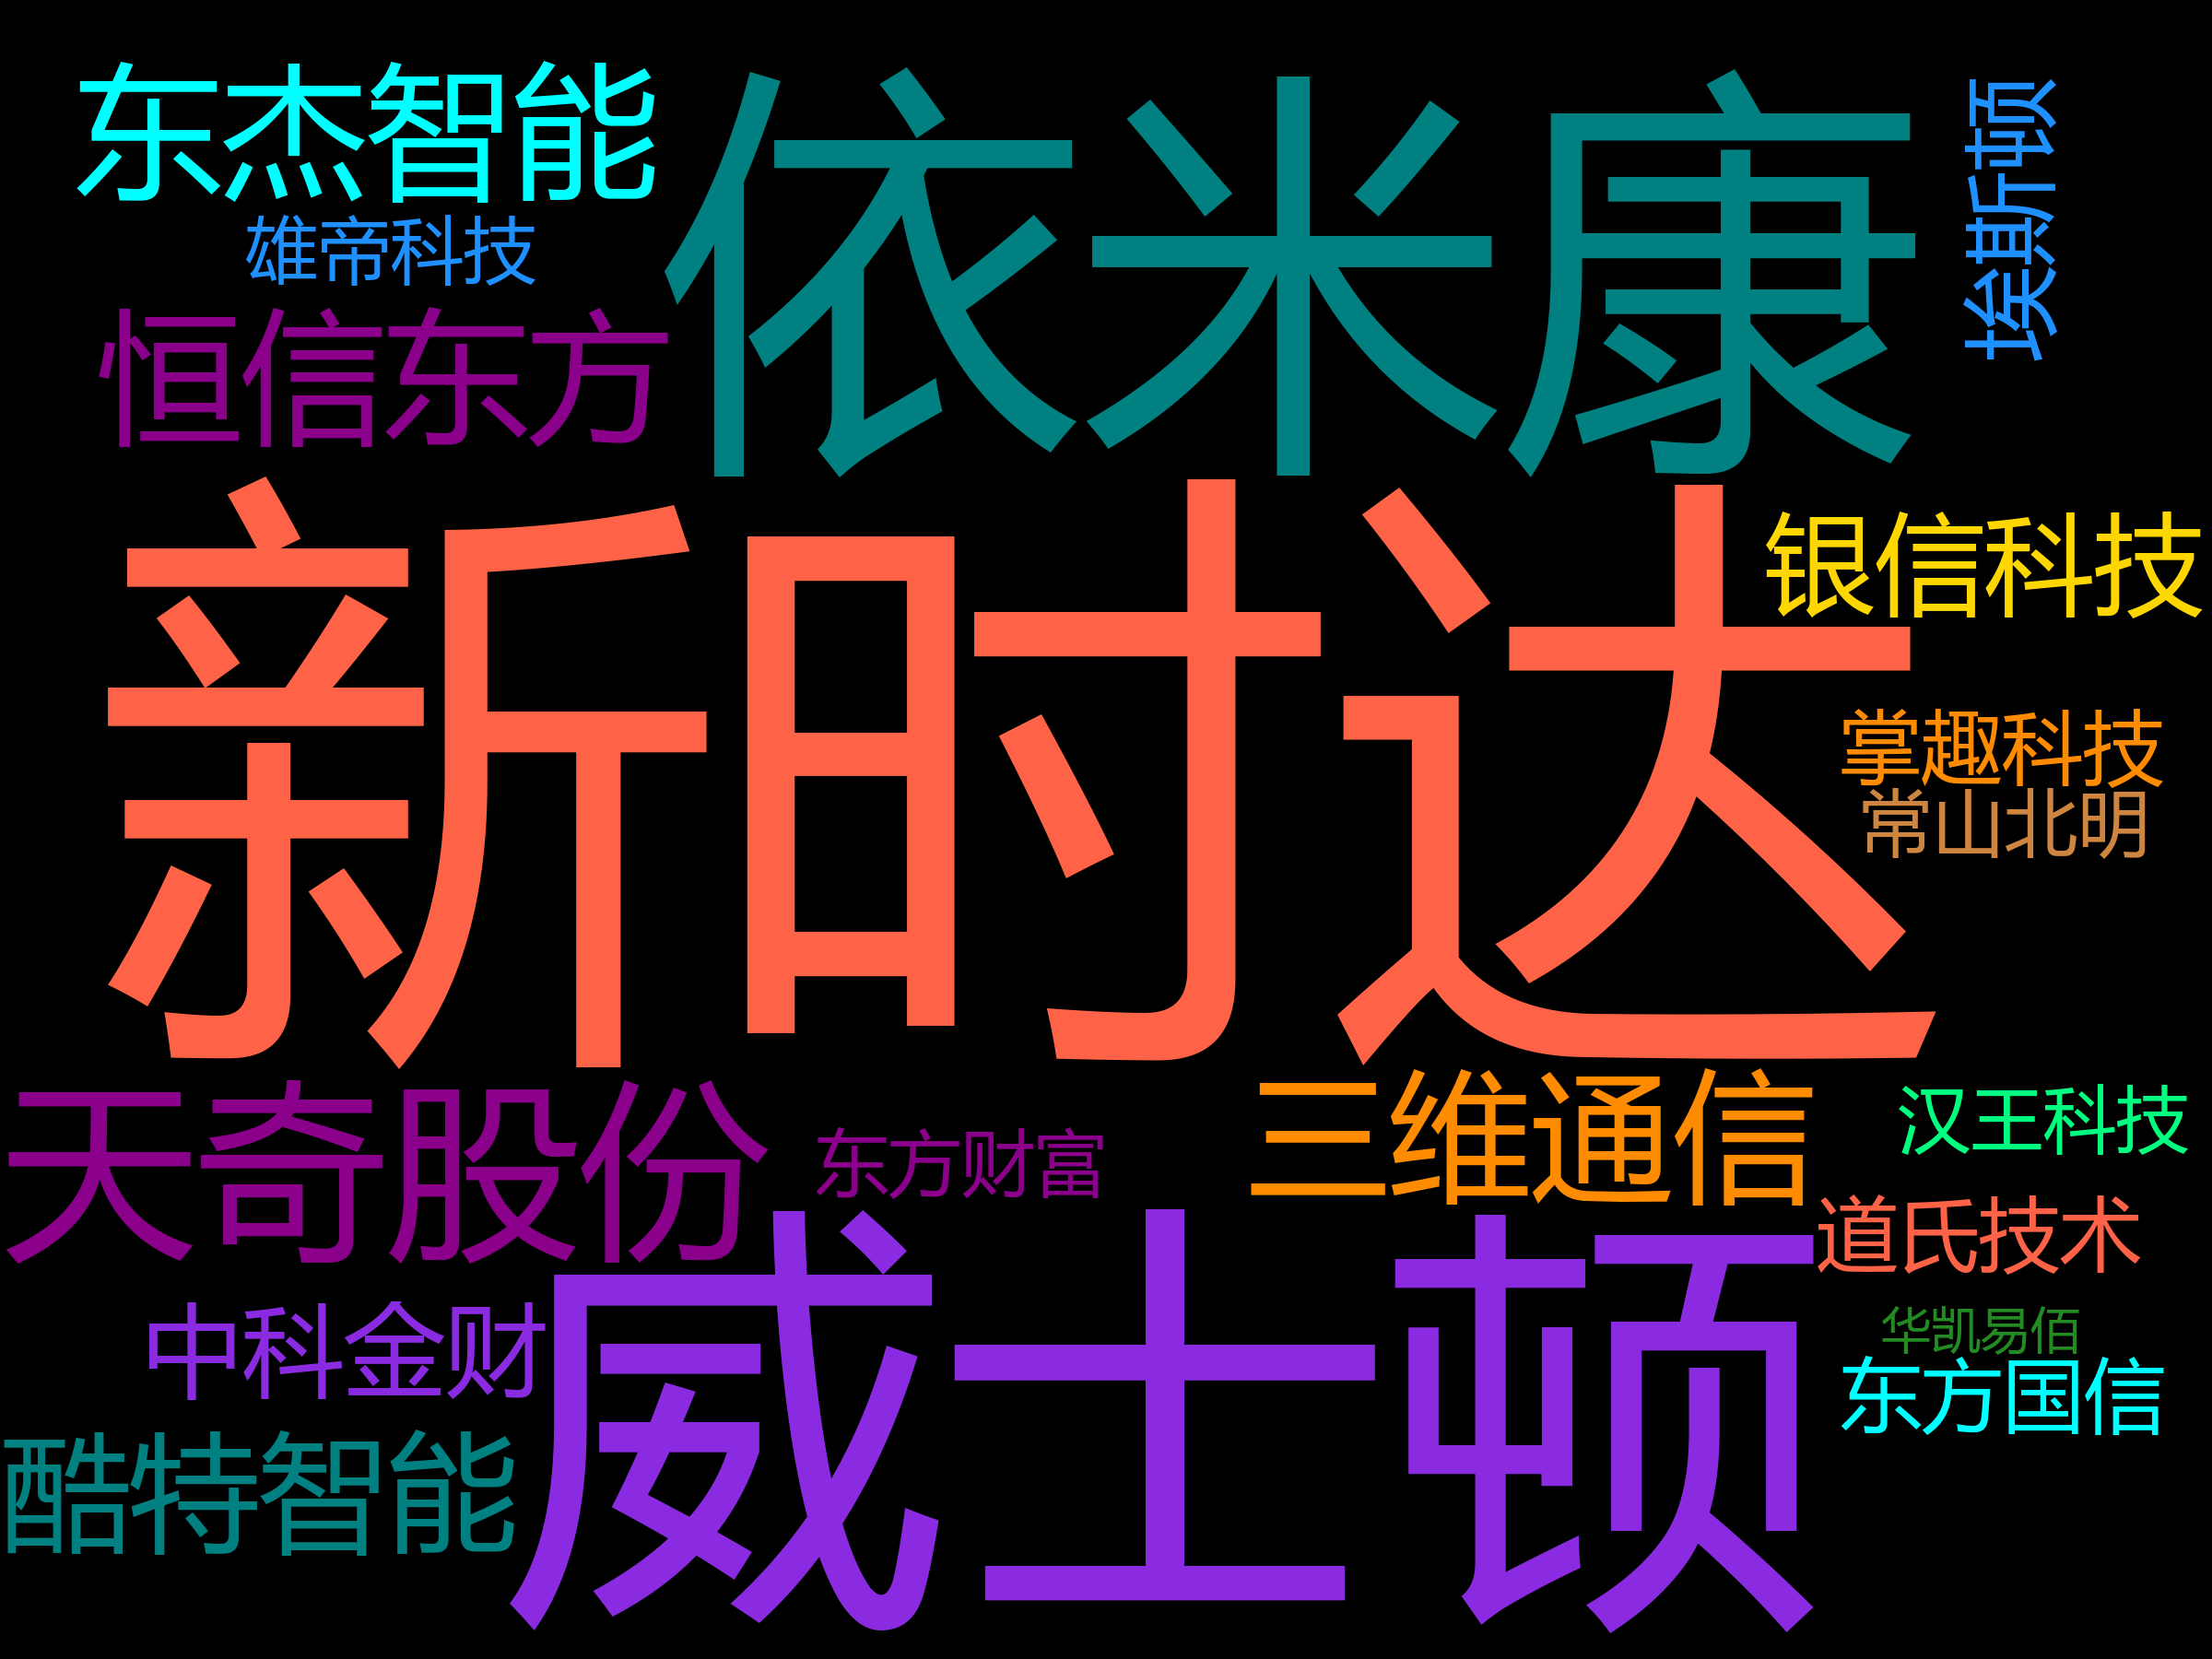 东杰智能
依米康
埃斯顿
雄帝科技
恒信东方
新时达
银信科技
掌趣科技
常山北明
天奇股份
东方财富
三维通信
汉王科技
道氏技术
威士顿
中科金财
华凯易佰
东方国信
酷特智能